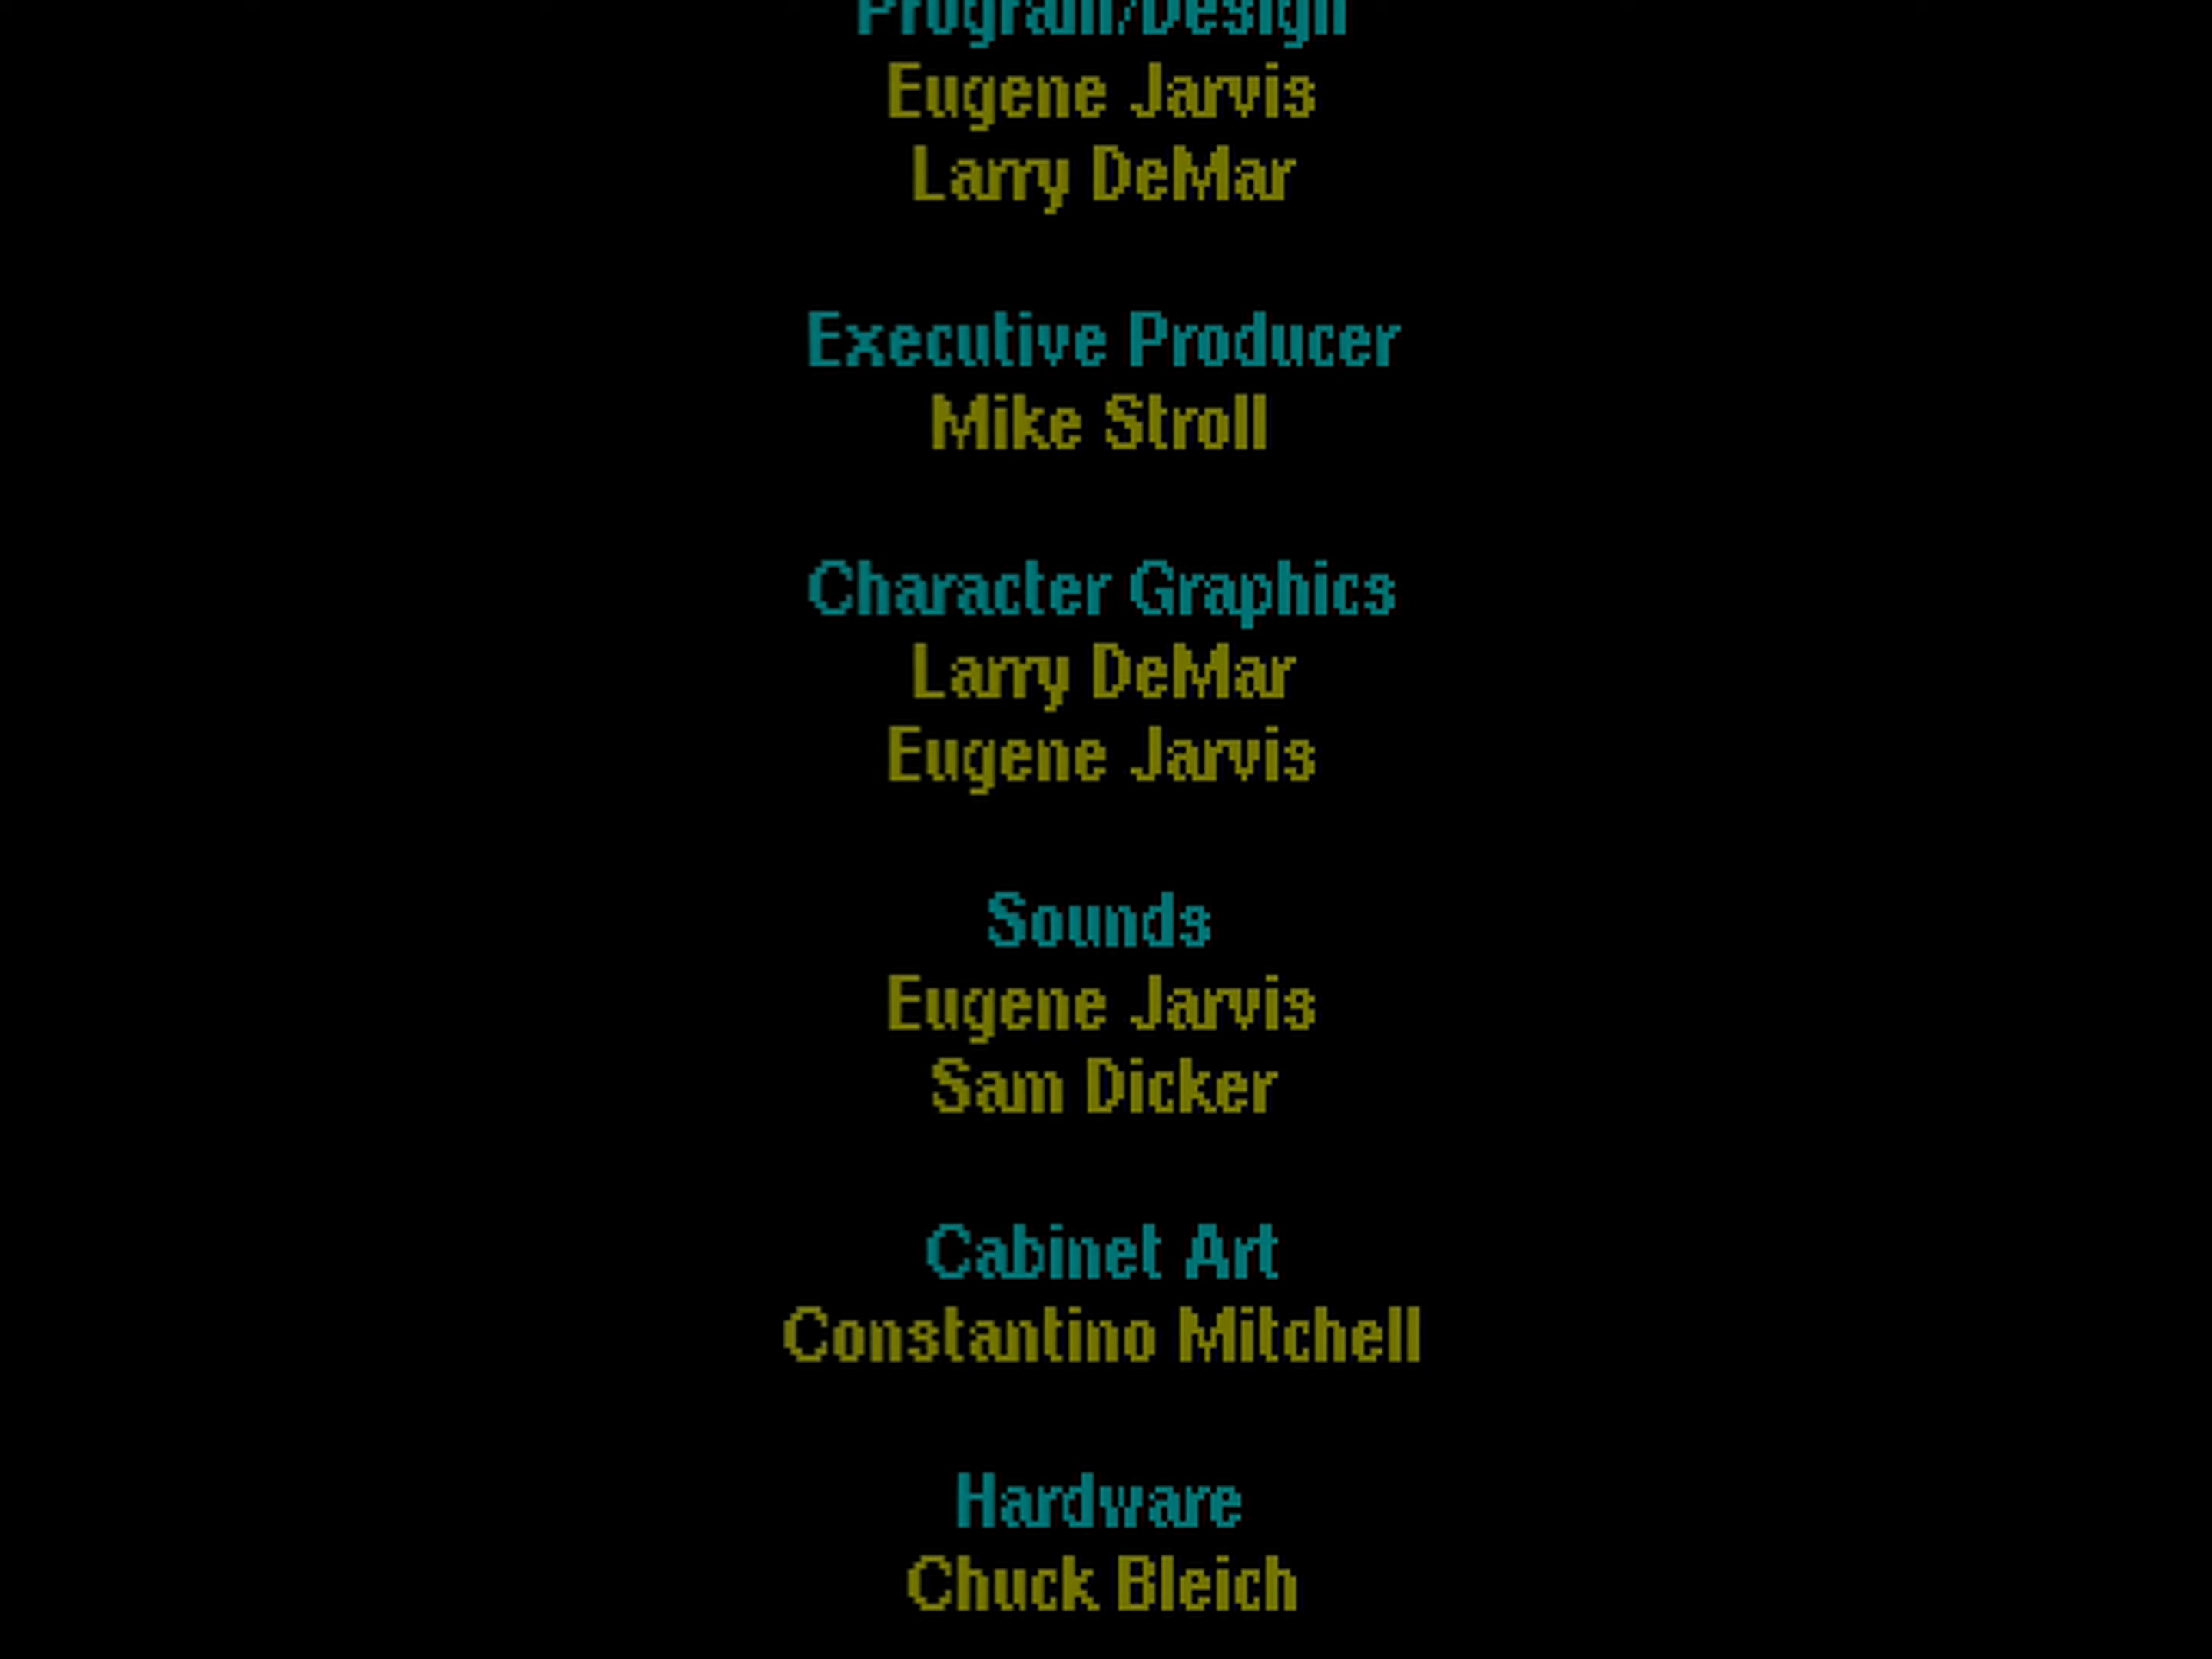 Program/Design
Eugene Jarvis
Larry DeMar
Executive Producer
Mike Stroll
Character Graphics
Larry DeMar
Eugene Jarvis
Sounds
Eugene Jarvis
Sam Dicker
Cabinet Art
Constantino Mitchell
Hardware
Chuck Bleich